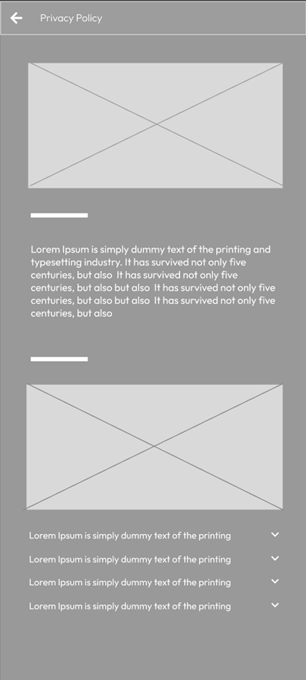 Privacy Policy
Lorem Ipsum is simply dummy text of the printing and
typesetting industry. It has survived not only five
centuries, but also  It has survived not only five
centuries, but also but also  It has survived not only five
centuries, but also but also  It has survived not only five
centuries, but also
Lorem Ipsum is simply dummy text of the printing
Lorem Ipsum is simply dummy text of the printing
Lorem Ipsum is simply dummy text of the printing
Lorem Ipsum is simply dummy text of the printing